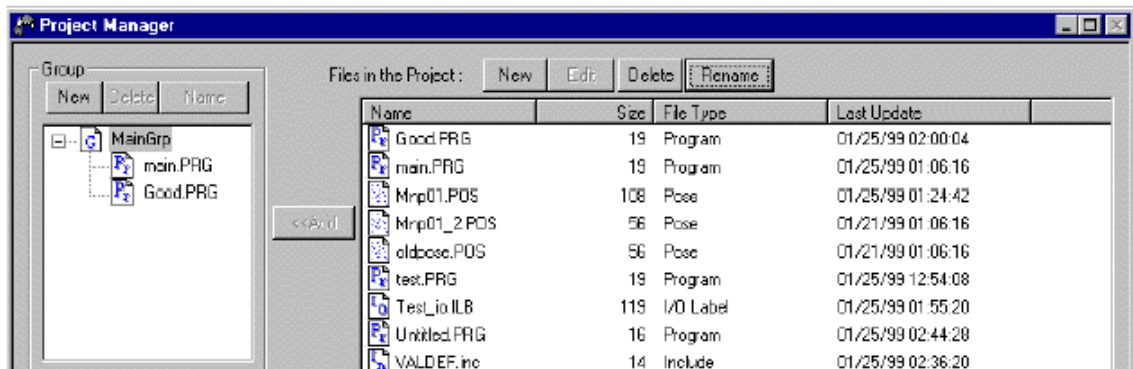 Project Manager
Group
New Delete Name
MainGrp
main.PRG
Good.PRG
<<Add
Files in the Project : New Edit Delete Rename
Name Size File Type Last Update
Good.PRG 19 Program 01/25/99 02:00:04
main.PRG 19 Program 01/25/99 01:06:16
Mnp01.POS 108 Pose 01/25/99 01:24:42
Mnp01_2.POS 56 Pose 01/21/99 01:06:16
oldpose.POS 56 Pose 01/21/99 01:06:16
test.PRG 19 Program 01/25/99 12:54:08
Test_io.ILB 119 I/O Label 01/25/99 01:55:20
Untitled.PRG 16 Program 01/25/99 02:44:28
VALDEF.inc 14 Include 01/25/99 02:36:20